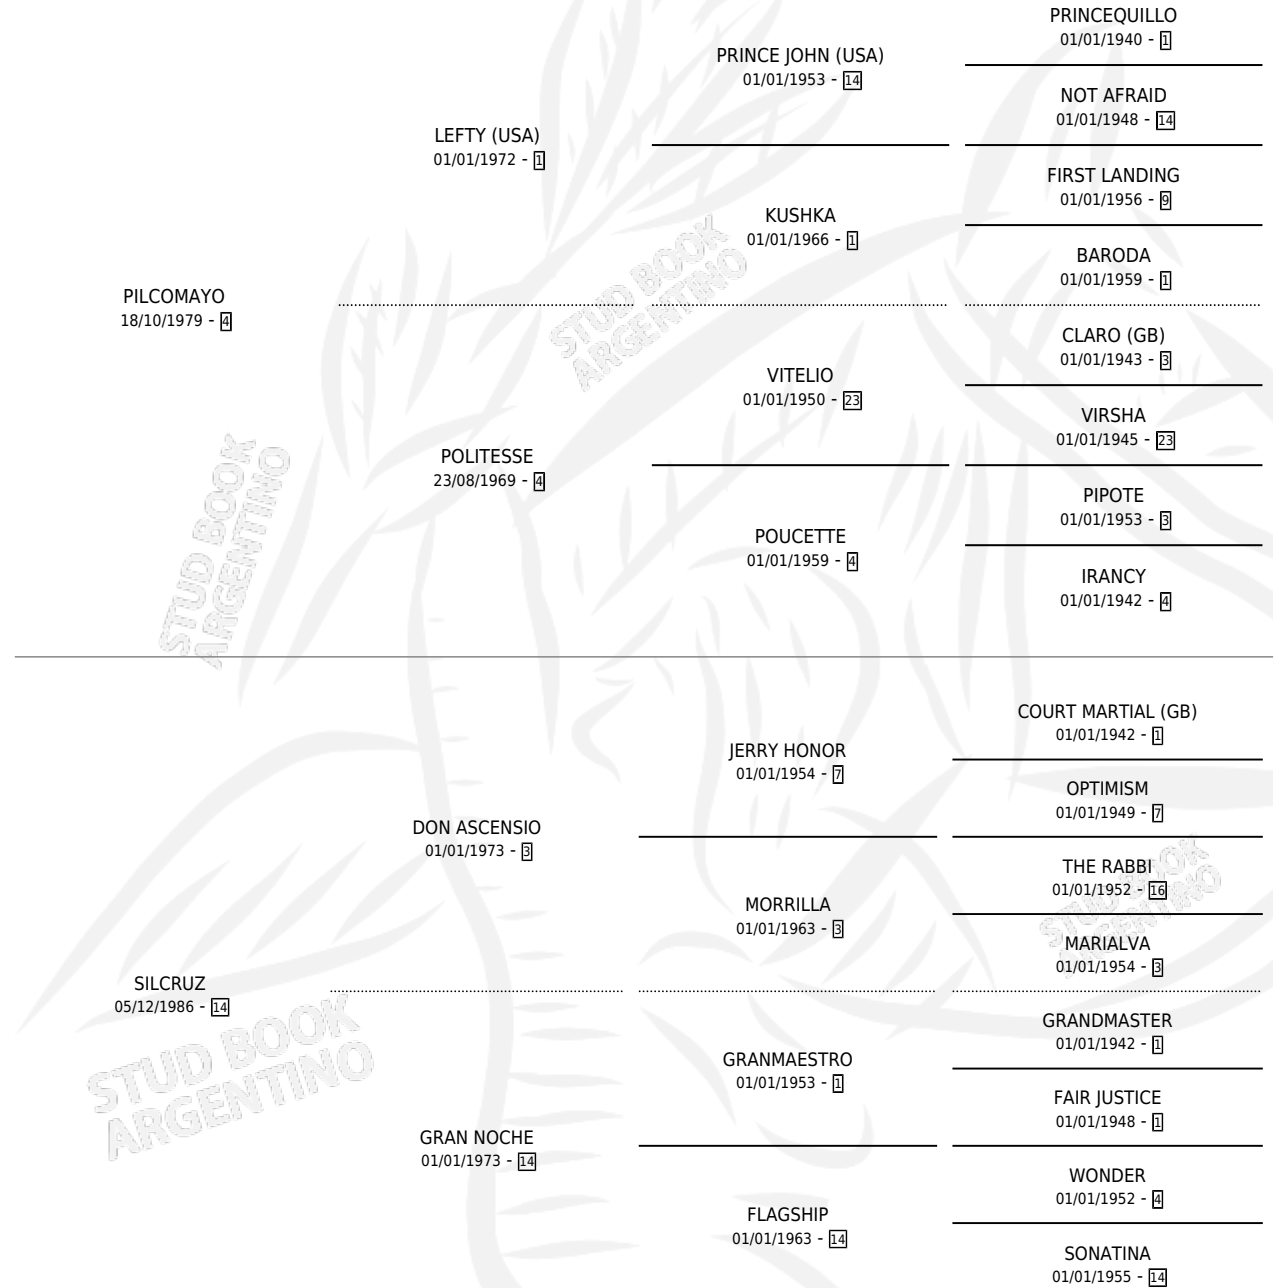 PRINCEQUILLO
01/01/1940 - 1
PRINCE JOHN (USA)
01/01/1953 - 14
NOT AFRAID
01/01/1948 - 14
LEFTY (USA)
01/01/1972 - 1
FIRST LANDING
01/01/1956 - 9
KUSHKA
01/01/1966 - 1
BARODA
01/01/1959 - 1
PILCOMAYO
18/10/1979 - 4
CLARO (GB)
01/01/1943 - 3
VITELIO
01/01/1950 - 23
VIRSHA
01/01/1945 - 23
POLITESSE
23/08/1969 - 4
PIPOTE
01/01/1953 - 3
POUCETTE
01/01/1959 - 4
IRANCY
01/01/1942 - 4
COURT MARTIAL (GB)
01/01/1942 - 1
JERRY HONOR
01/01/1954 - 7
OPTIMISM
01/01/1949 - 7
DON ASCENSIO
01/01/1973 - 3
THE RABBI
01/01/1952 - 16
MORRILLA
01/01/1963 - 3
MARIALVA
01/01/1954 - 3
SILCRUZ
05/12/1986 - 14
GRANDMASTER
01/01/1942 - 1
GRANMAESTRO
01/01/1953 - 1
FAIR JUSTICE
01/01/1948 - 1
GRAN NOCHE
01/01/1973 - 14
WONDER
01/01/1952 - 4
FLAGSHIP
01/01/1963 - 14
SONATINA
01/01/1955 - 14
STUD BOOK
ARGENTINO
STUD BOOK
ARGENTINO
STUD BOOK
ARGENTINO
STUD BOOK
ARGENTINO